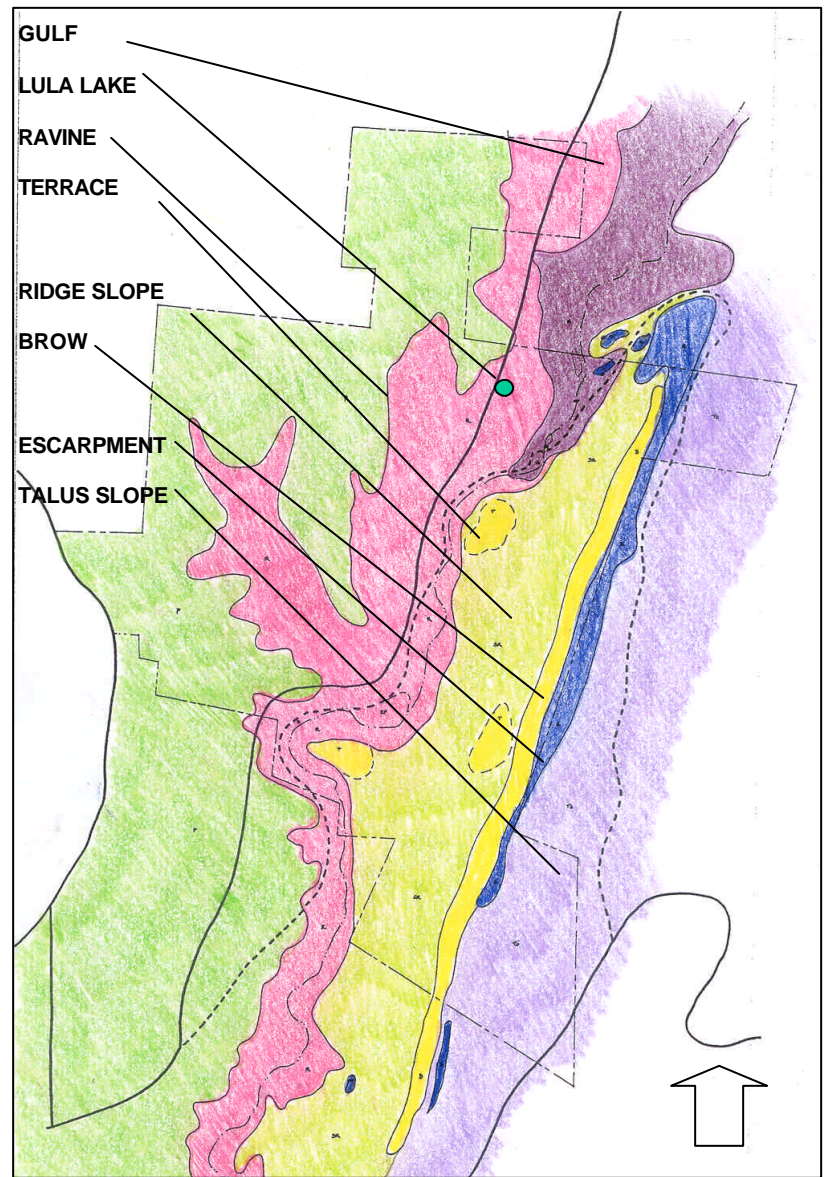 GULF
LULA LAKE
RAVINE
TERRACE
RIDGE SLOPE
BROW
ESCARPMENT
TALUS SLOPE